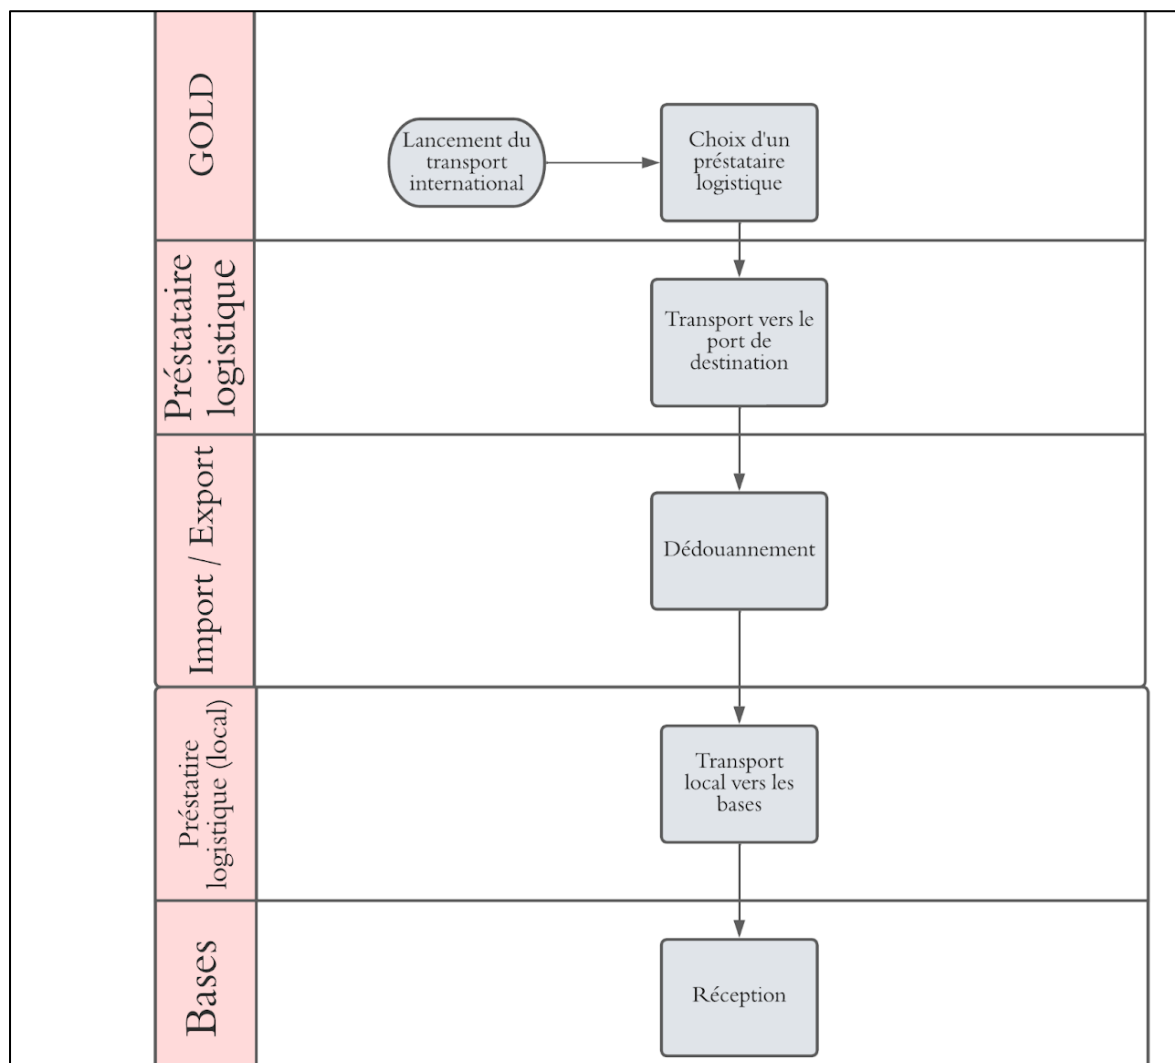 GOLD
Lancement du
transport
international
Choix d'un
préstataire
logistique
Préstataire
logistique
Transport vers le
port de
destination
Import / Export
Dédouannement
Préstatire
logistique (local)
Transport
local vers les
bases
Bases
Réception